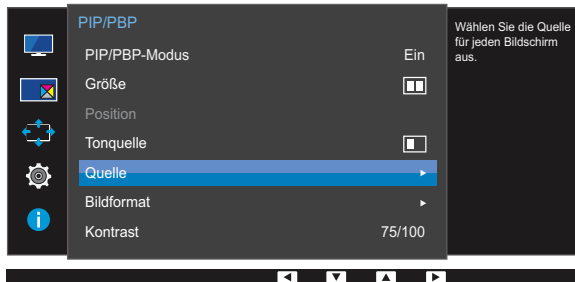 PIP/PBP
PIP/PBP-Modus Ein
Größe
Position
Tonquelle
Quelle
Bildformat
Kontrast 75/100
Wählen Sie die Quelle
für jeden Bildschirm
aus.